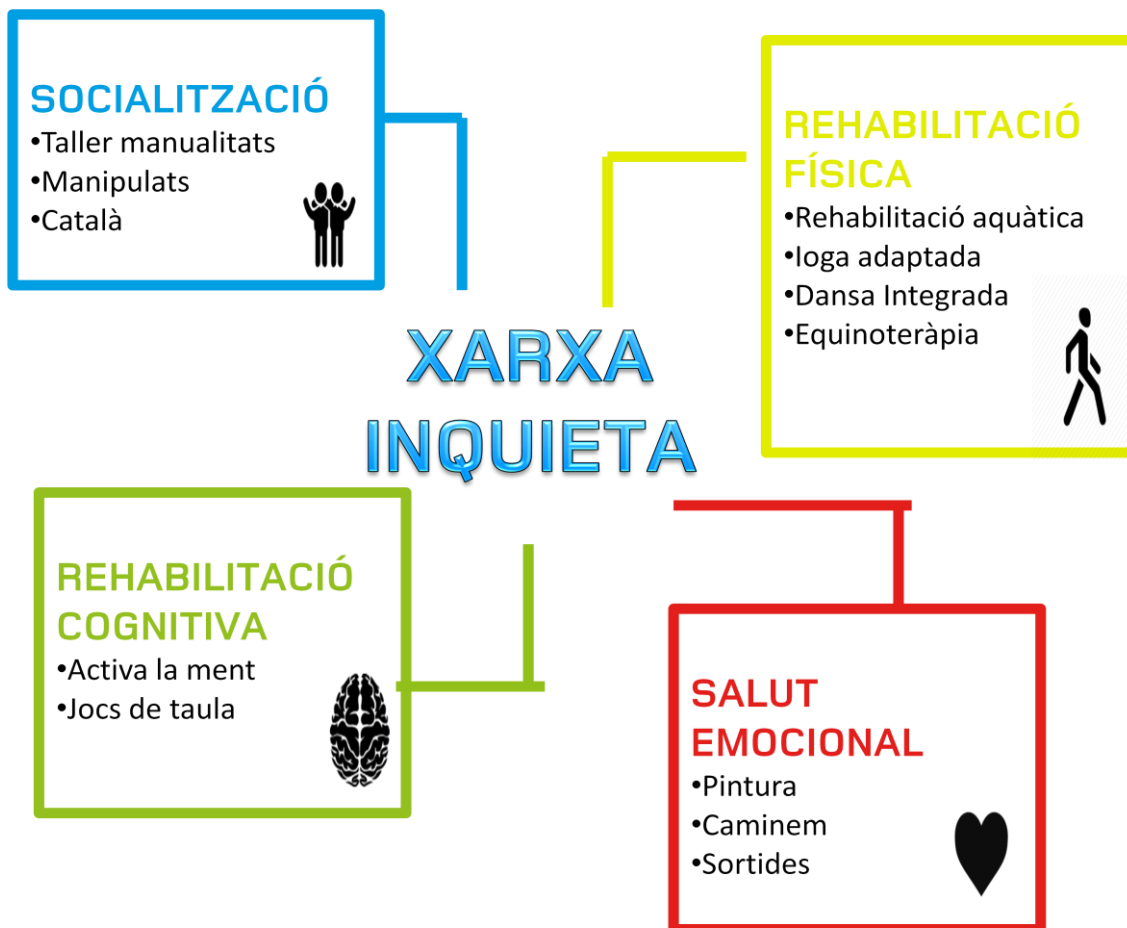 SOCIALITZACIÓ
•Taller manualitats
•Manipulats
•Català
REHABILITACIÓ
FÍSICA
•Rehabilitació aquàtica
•Ioga adaptada
•Dansa Integrada
•Equinoteràpia
XARXA
INQUIETA
REHABILITACIÓ
COGNITIVA
•Activa la ment
•Jocs de taula
SALUT
EMOCIONAL
•Pintura
•Caminem
•Sortides